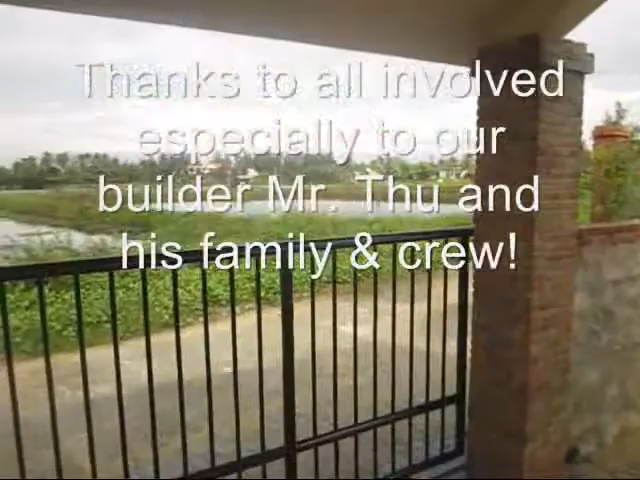 Thanks to all involved
especially to our
builder Mr. Thu and
his family & crew!